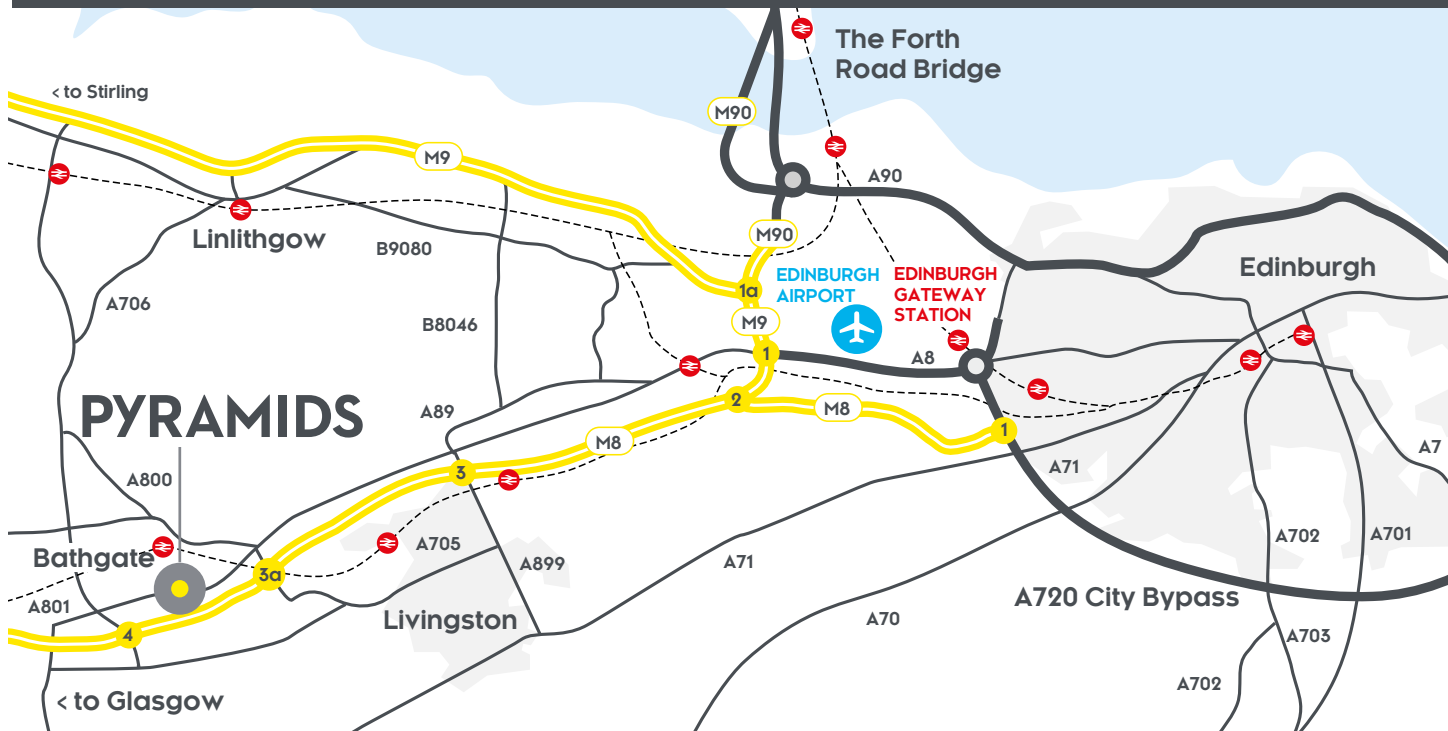 The Forth
Road Bridge
< to Stirling
M90
M9
A90
Linlithgow
M90
B9080
EDINBURGH
AIRPORT
EDINBURGH
GATEWAY
STATION
Edinburgh
1a
A706
B8046
M9
1
A8
PYRAMIDS
A89
2
M8
M8
1
A7
3
A71
A800
A702
A701
Bathgate
A705
A899
A71
3a
A801
Livingston
A70
A720 City Bypass
4
A703
< to Glasgow
A702